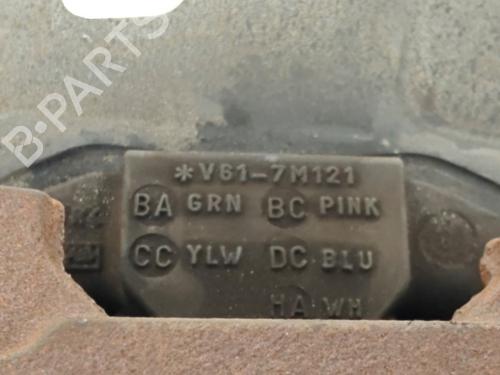 B-PARTS
*V61-7M121
BA GRN BC PINK
CC YLW DC BLU
HA WH